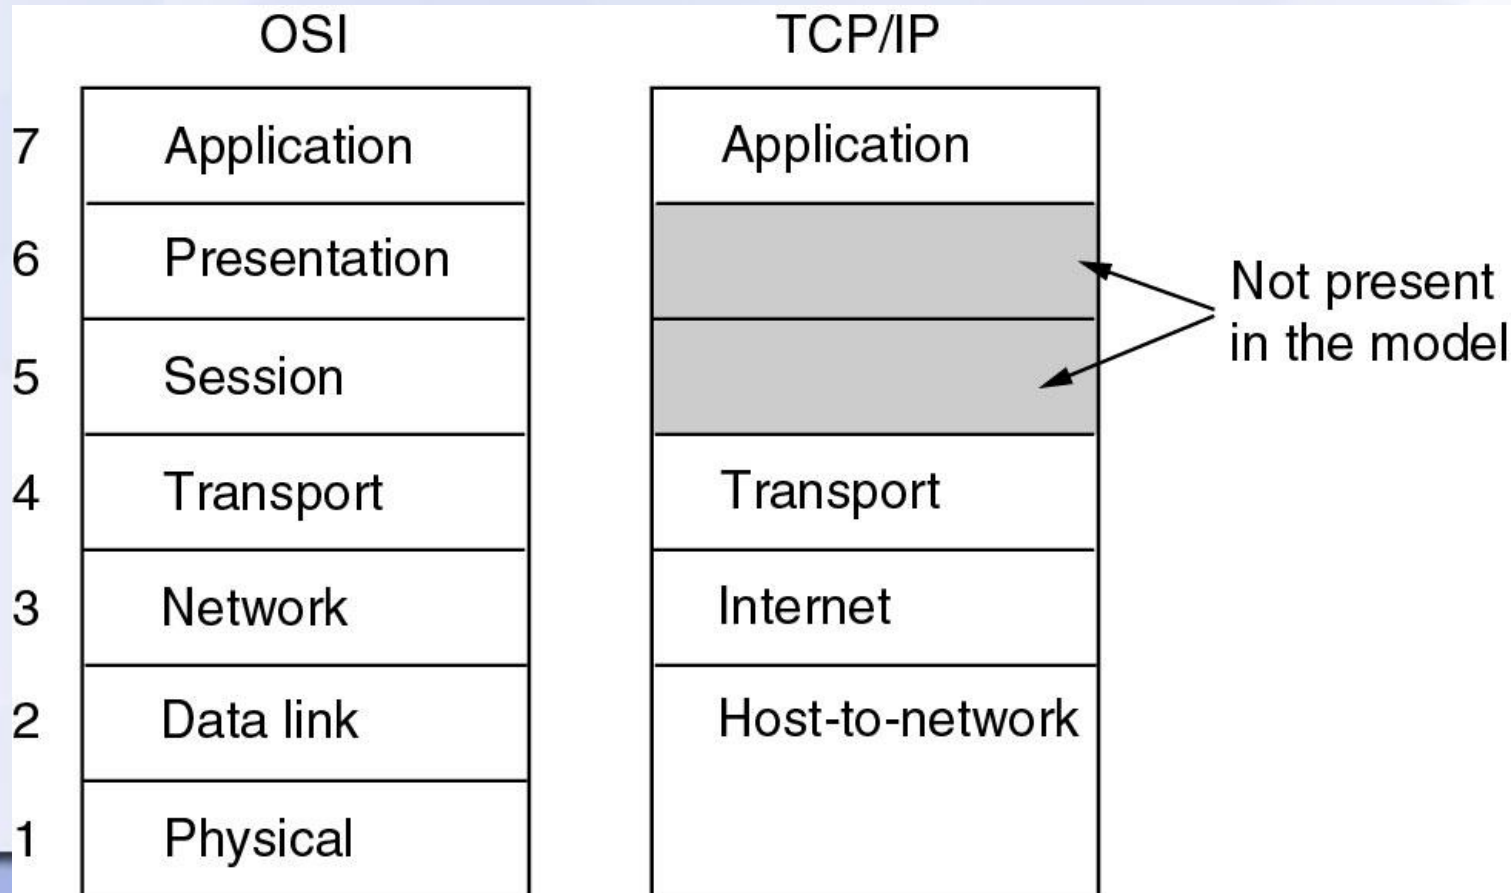 OSI TCP/IP
7 Application Application
6 Presentation
Not present
in the model
5 Session
4 Transport Transport
3 Network Internet
2 Data link Host-to-network
1 Physical